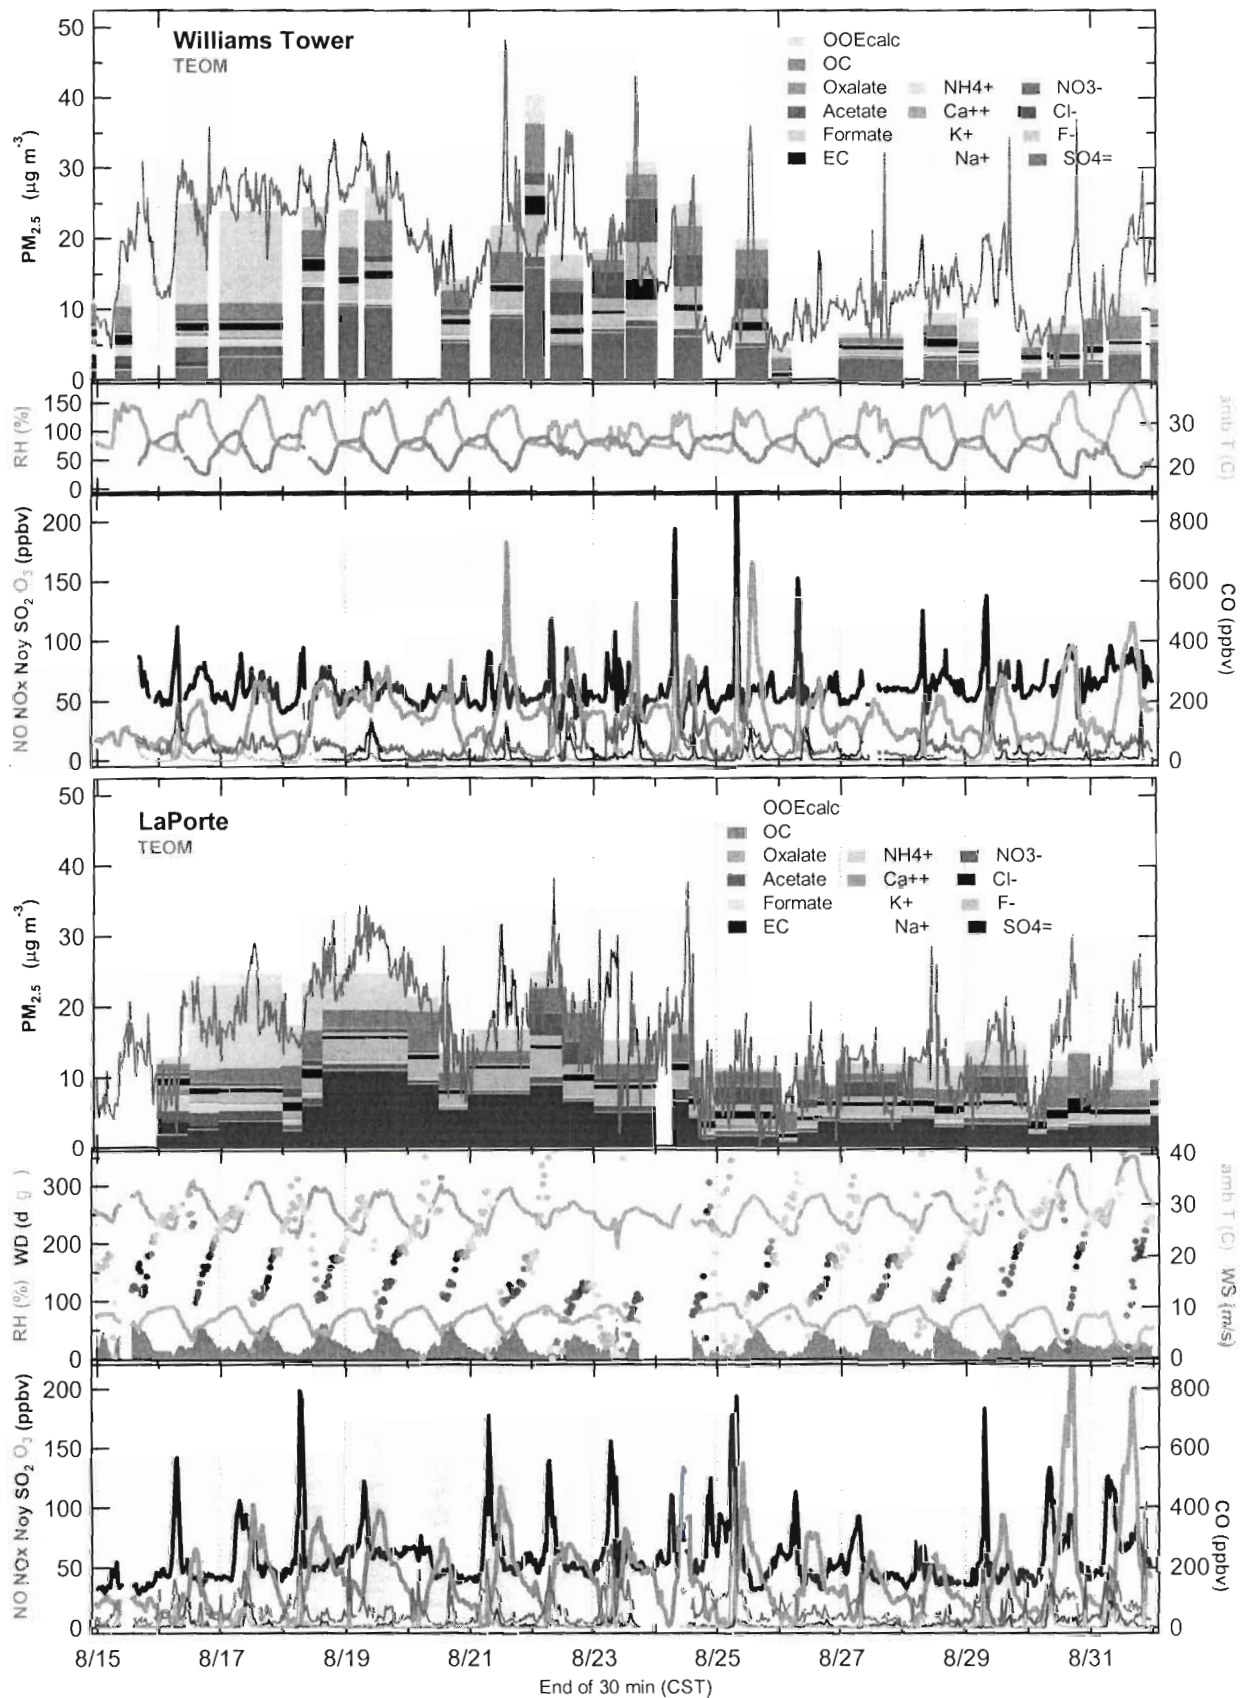 Williams Tower
TEOM
OOEcalc
OC
Oxalate NH4+ NO3-
Acetate Ca++ Cl-
Formate K+ F-
EC Na+ SO4=
PM2.5 (µg m-3)
50
40
30
20
10
0
RH (%)
150
100
50
0
amb T (C)
30
20
NO NOx Noy SO2 O3 (ppbv)
200
150
100
50
0
CO (ppbv)
800
600
400
200
0
LaPorte
TEOM
OOEcalc
OC
Oxalate NH4+ NO3-
Acetate Ca++ Cl-
Formate K+ F-
EC Na+ SO4=
PM2.5 (µg m-3)
50
40
30
20
10
0
RH (%) WD (d g )
300
200
100
0
amb T (C) WS (m/s)
40
30
20
10
0
NO NOx Noy SO2 O3 (ppbv)
200
150
100
50
0
CO (ppbv)
800
600
400
200
0
8/15 8/17 8/19 8/21 8/23 8/25 8/27 8/29 8/31
End of 30 min (CST)